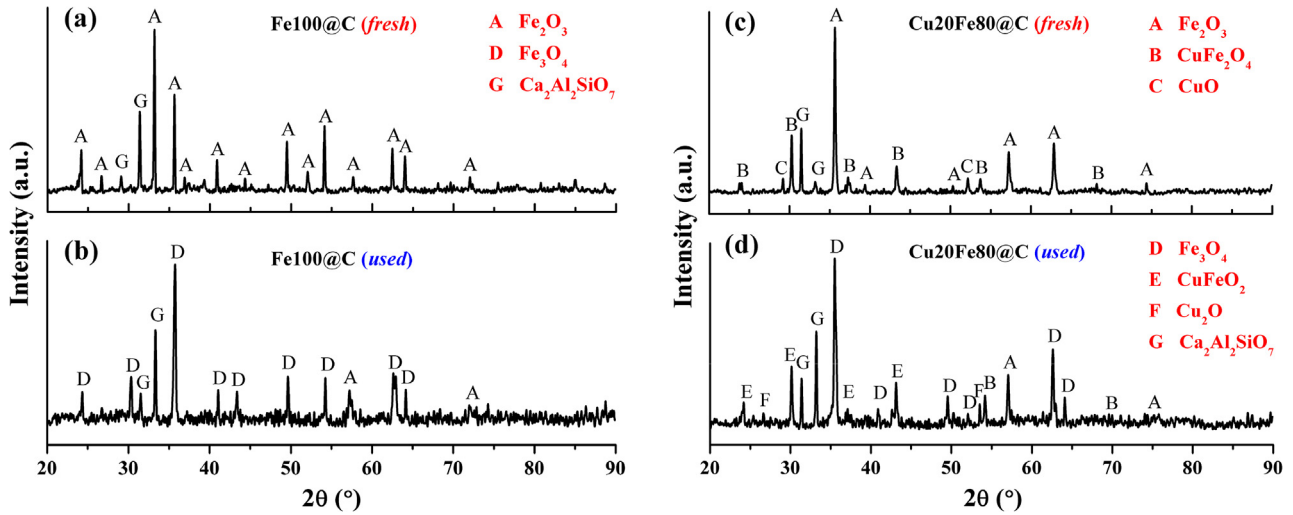 (a)
Fe100@C (fresh)
A Fe₂O₃
D Fe₃O₄
G Ca₂Al₂SiO₇
A A G G A A A A A A A A A A A A
(b)
Fe100@C (used)
D D G G D D D D D A D D A
20 30 40 50 60 70 80 90
2θ (°)
Intensity (a.u.)
(c)
Cu20Fe80@C (fresh)
A Fe₂O₃
B CuFe₂O₄
C CuO
B C B G G A B A B A C B A A B A
(d)
Cu20Fe80@C (used)
D Fe₃O₄
E CuFeO₂
F Cu₂O
G Ca₂Al₂SiO₇
E F E G G D E D E D D F B A D D B A
20 30 40 50 60 70 80 90
2θ (°)
Intensity (a.u.)